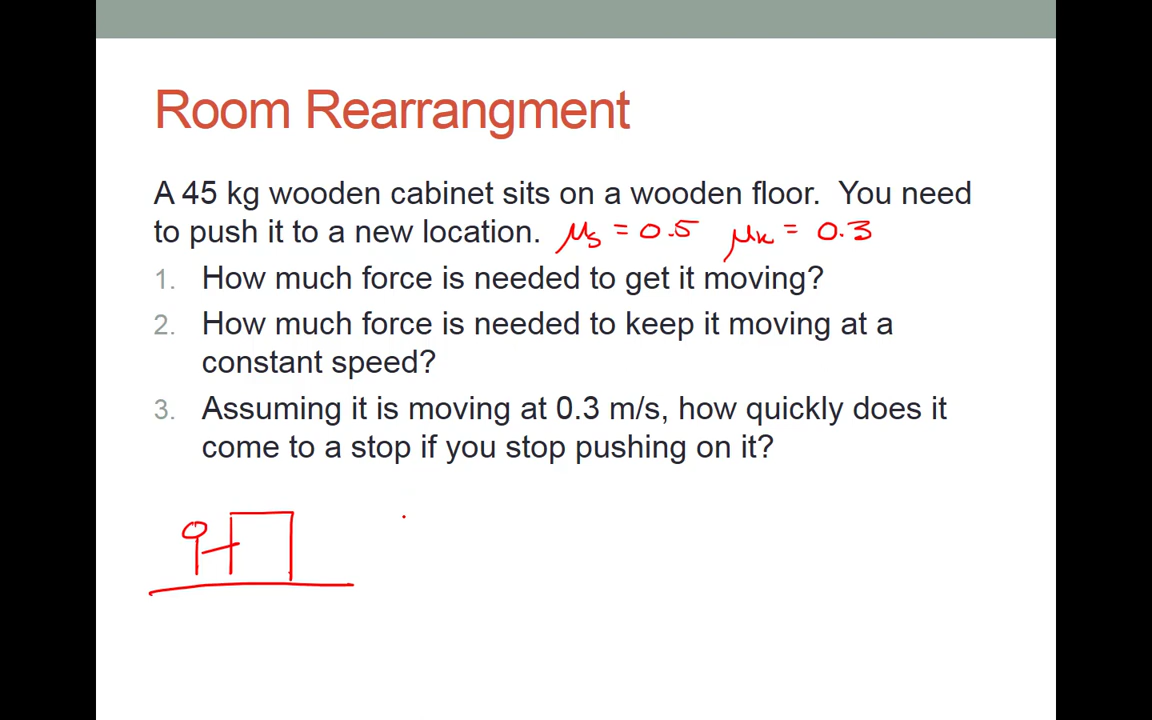 Room Rearrangment
A 45 kg wooden cabinet sits on a wooden floor. You need
to push it to a new location. μs = 0.5 μk = 0.3
1. How much force is needed to get it moving?
2. How much force is needed to keep it moving at a
constant speed?
3. Assuming it is moving at 0.3 m/s, how quickly does it
come to a stop if you stop pushing on it?